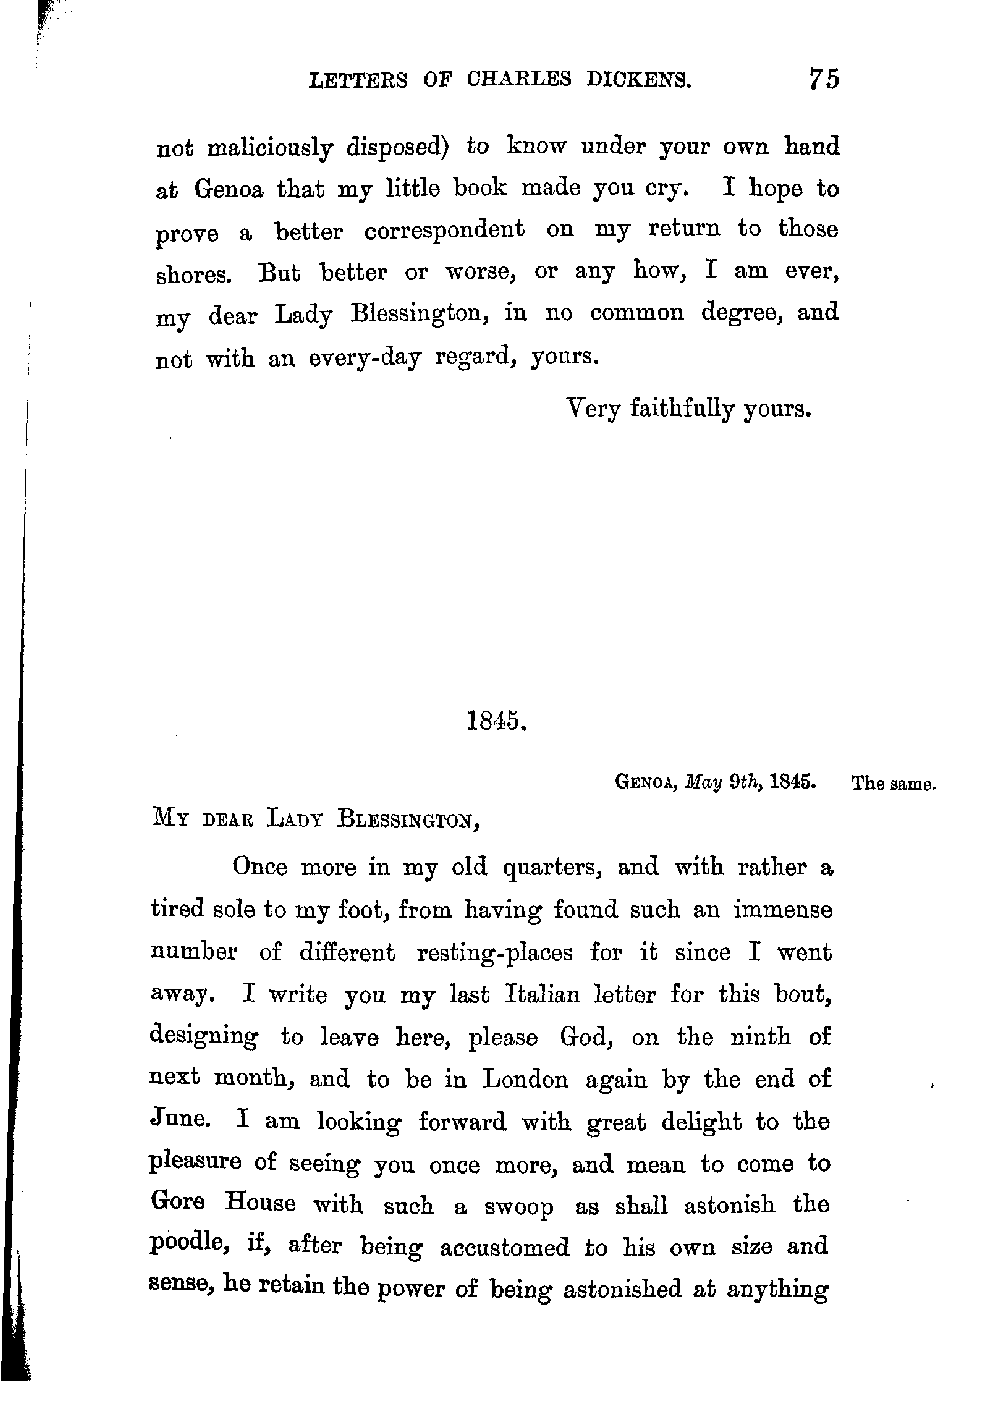 LETTERS OF CHARLES DICKENS. 75
not maliciously disposed) to know under your own hand
at Genoa that my little book made you cry. I hope to
prove a better correspondent on my return to those
shores. But better or worse, or any how, I am ever,
my dear Lady Blessington, in no common degree, and
not with an every-day regard, yours.
Very faithfully yours.
1845.
GENOA, May 9th, 1845. The same.
MY DEAR LADY BLESSINGTON,
Once more in my old quarters, and with rather a
tired sole to my foot, from having found such an immense
number of different resting-places for it since I went
away. I write you my last Italian letter for this bout,
designing to leave here, please God, on the ninth of
next month, and to be in London again by the end of
June. I am looking forward with great delight to the
pleasure of seeing you once more, and mean to come to
Gore House with such a swoop as shall astonish the
poodle, if, after being accustomed to his own size and
sense, he retain the power of being astonished at anything